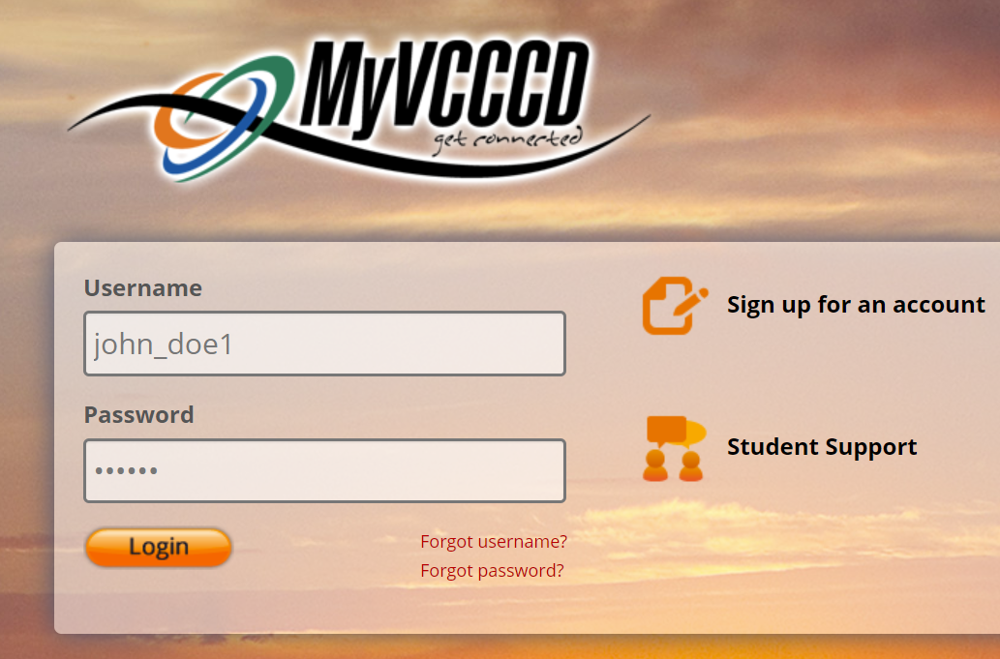 MyVCCCD
get connected
Username
john_doe1
Password
••••••
Login
Forgot username?
Forgot password?
Sign up for an account
Student Support